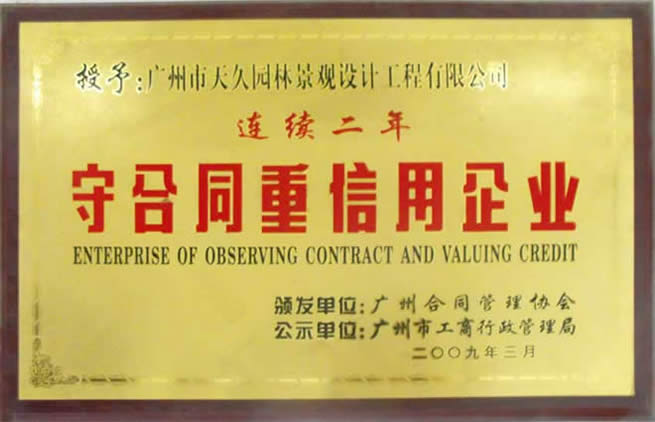 授予:广州市天久园林景观设计工程有限公司
连续二年
守合同重信用企业
ENTERPRISE OF OBSERVING CONTRACT AND VALUING CREDIT
颁发单位:广州合同管理协会
公示单位:广州市工商行政管理局
二〇〇九年三月